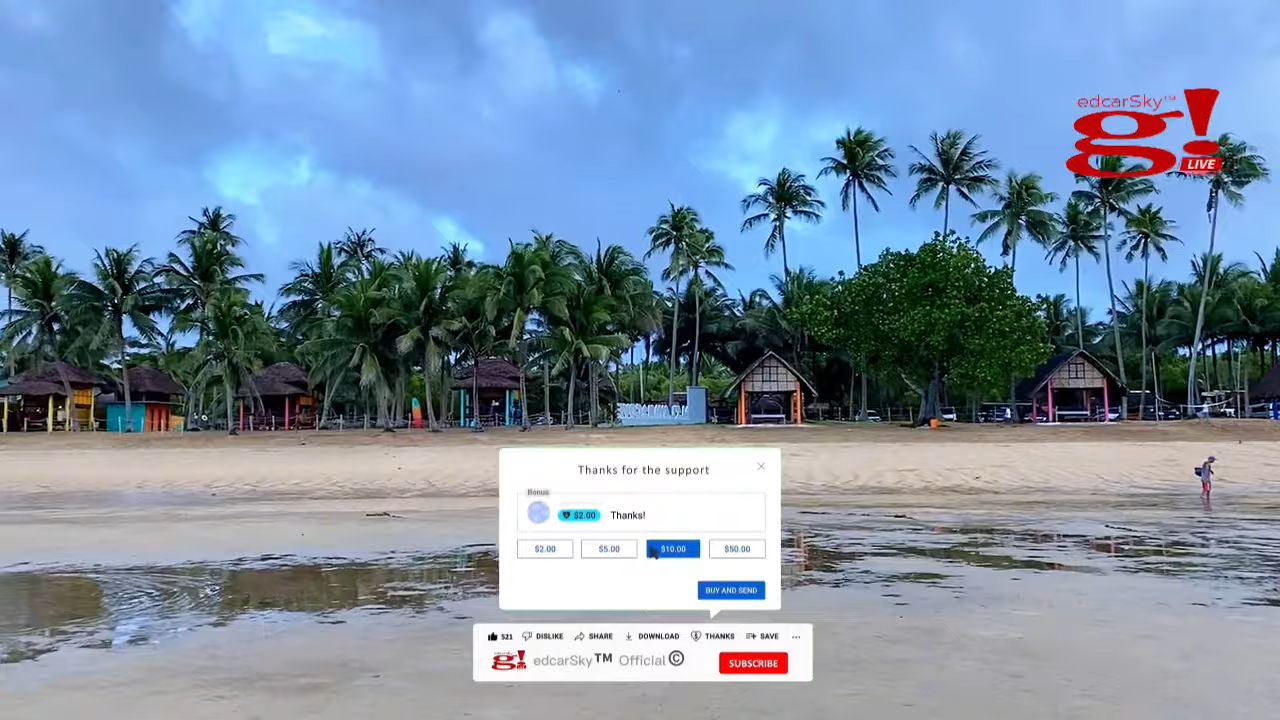 edcarSky™
g!
LIVE
Thanks for the support
Bonus
$2.00 Thanks!
$2.00 $5.00 $10.00 $50.00
BUY AND SEND
521 DISLIKE SHARE DOWNLOAD THANKS SAVE ...
edcarSky
g! edcarSky™ Official ©
SUBSCRIBE